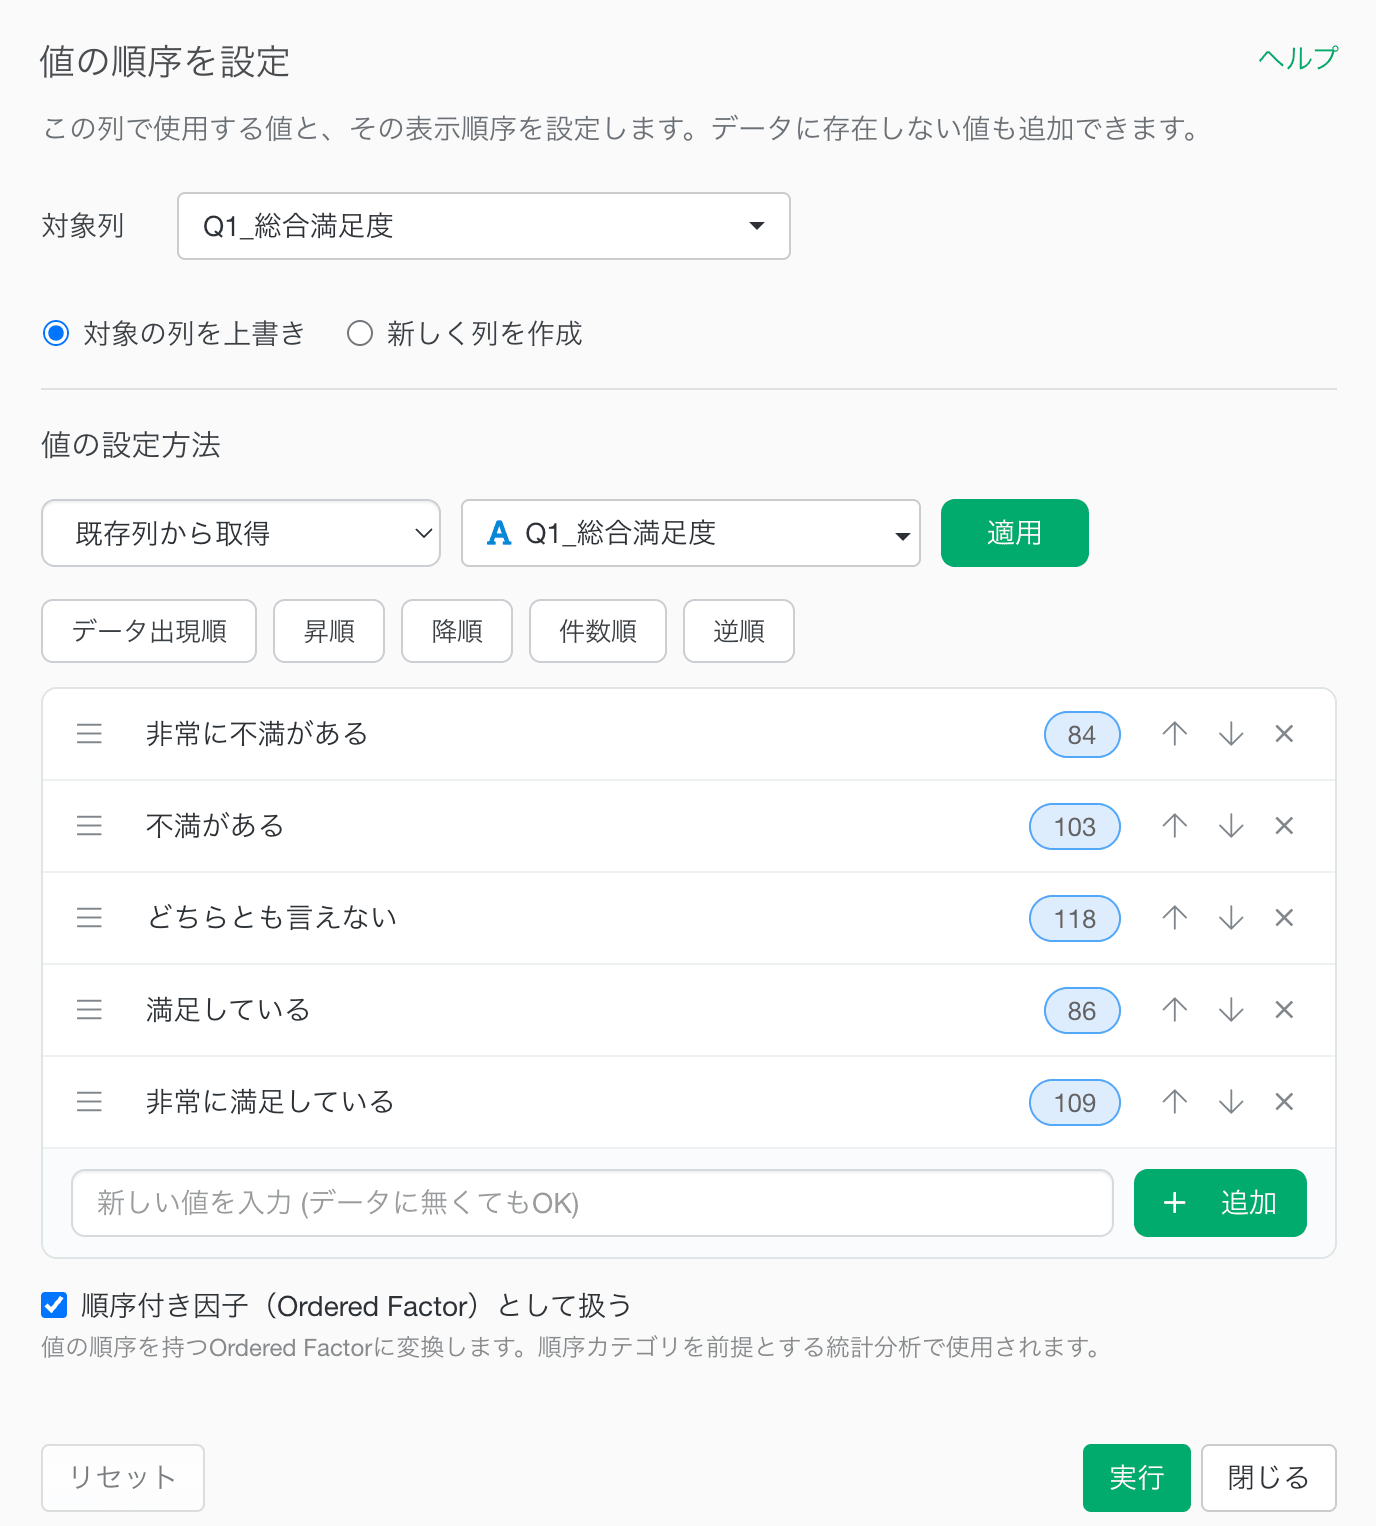 値の順序を設定
ヘルプ
この列で使用する値と、その表示順序を設定します。データに存在しない値も追加できます。
対象列
Q1_総合満足度
対象の列を上書き
新しく列を作成
値の設定方法
既存列から取得
A Q1_総合満足度
適用
データ出現順
昇順
降順
件数順
逆順
非常に不満がある
84
不満がある
103
どちらとも言えない
118
満足している
86
非常に満足している
109
新しい値を入力 (データに無くてもOK)
+ 追加
順序付き因子（Ordered Factor）として扱う
値の順序を持つOrdered Factorに変換します。順序カテゴリを前提とする統計分析で使用されます。
リセット
実行
閉じる